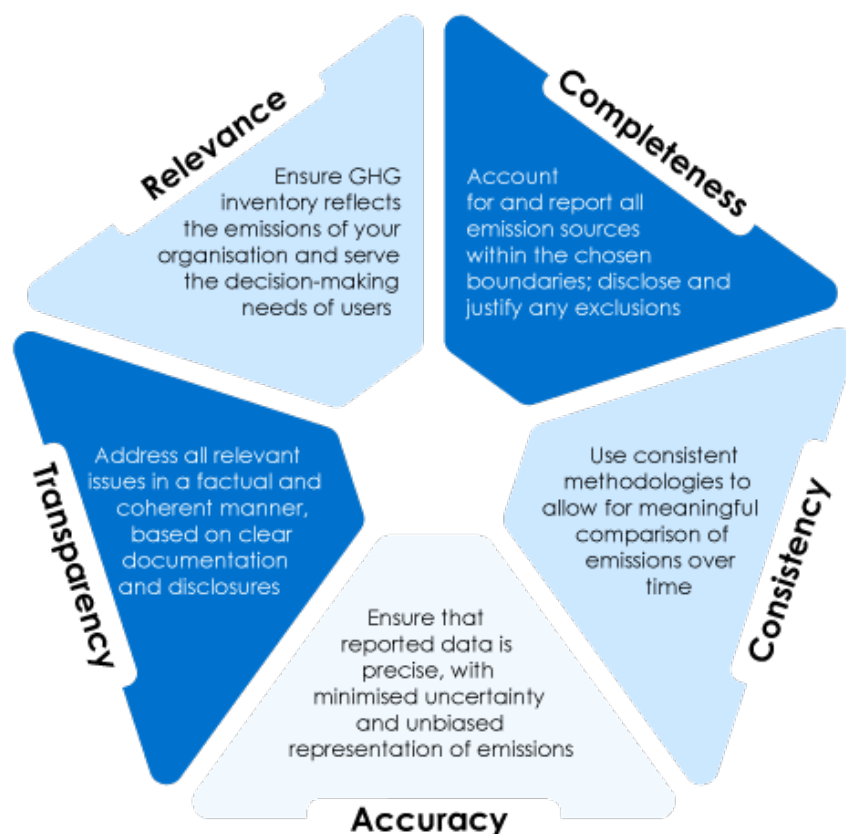 Relevance
Ensure GHG
inventory reflects
the emissions of your
organisation and serve
the decision-making
needs of users
Completeness
Account
for and report all
emission sources
within the chosen
boundaries; disclose and
justify any exclusions
Transparency
Address all relevant
issues in a factual and
coherent manner,
based on clear
documentation
and disclosures
Consistency
Use consistent
methodologies to
allow for meaningful
comparison of
emissions over
time
Ensure that
reported data is
precise, with
minimised uncertainty
and unbiased
representation of emissions
Accuracy